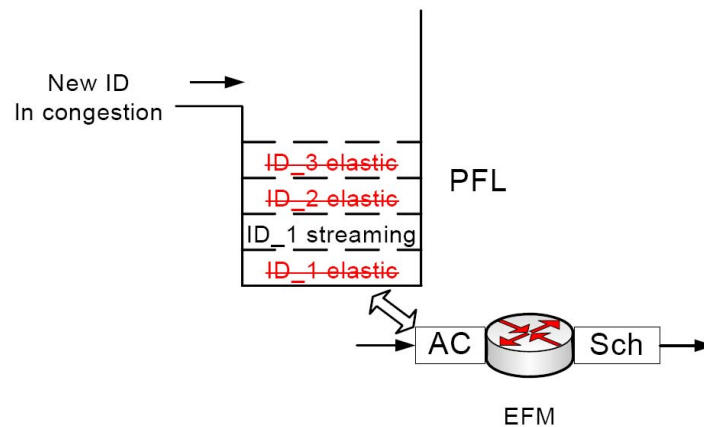 New ID
In congestion
ID_3 elastic
ID_2 elastic
PFL
ID_1 streaming
ID_1 elastic
AC
Sch
EFM